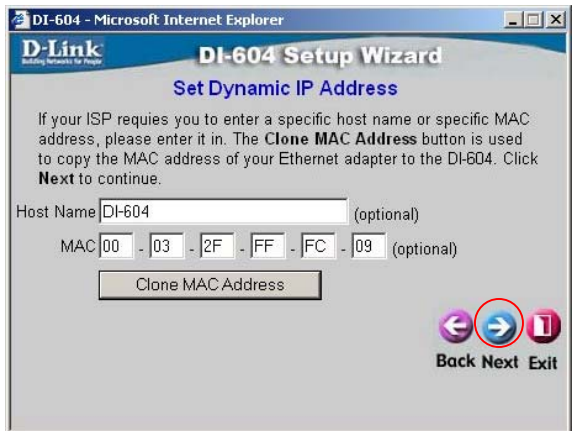 DI-604 - Microsoft Internet Explorer
D-Link
Building Networks for People
DI-604 Setup Wizard
Set Dynamic IP Address
If your ISP requies you to enter a specific host name or specific MAC
address, please enter it in. The Clone MAC Address button is used
to copy the MAC address of your Ethernet adapter to the DI-604. Click
Next to continue.
Host Name DI-604 (optional)
MAC 00 - 03 - 2F - FF - FC - 09 (optional)
Clone MAC Address
Back Next Exit